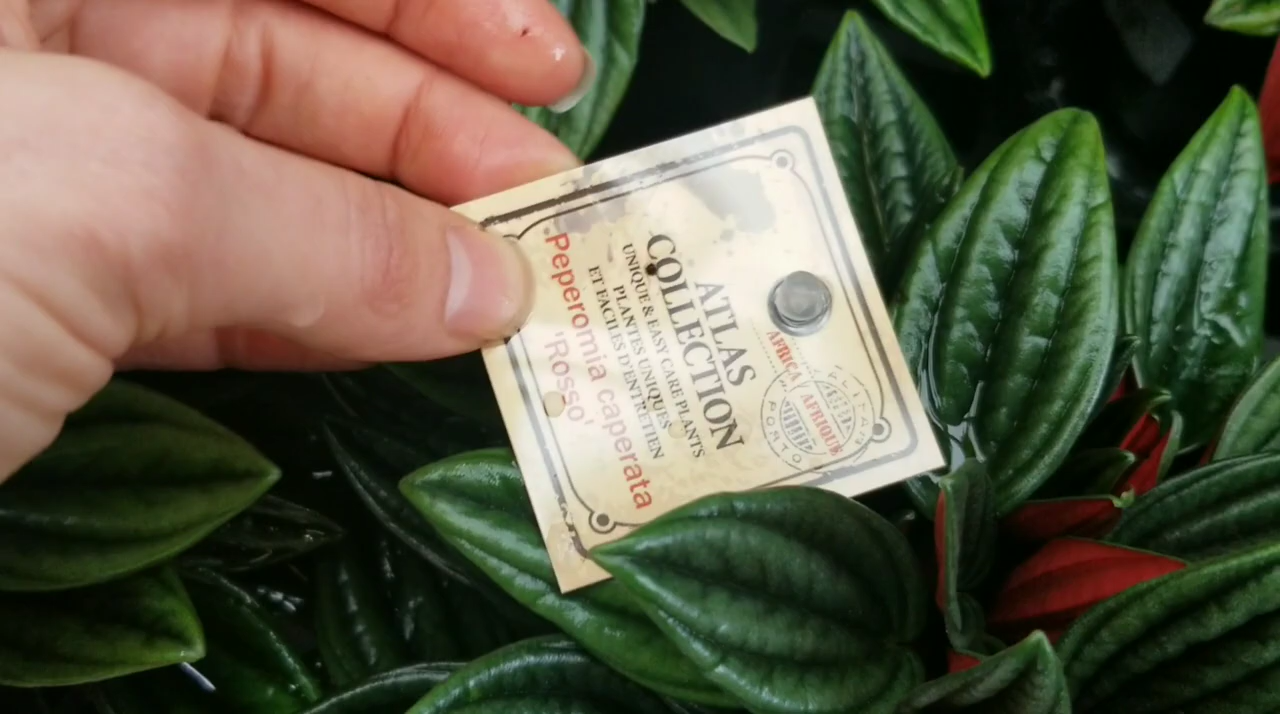 ATLAS
COLLECTION
UNIQUE & EASY CARE PLANTS
PLANTES UNIQUES
ET FACILES D'ENTRETIEN
Peperomia caperata
'Rosso'
AFRICA
AFRIQUE